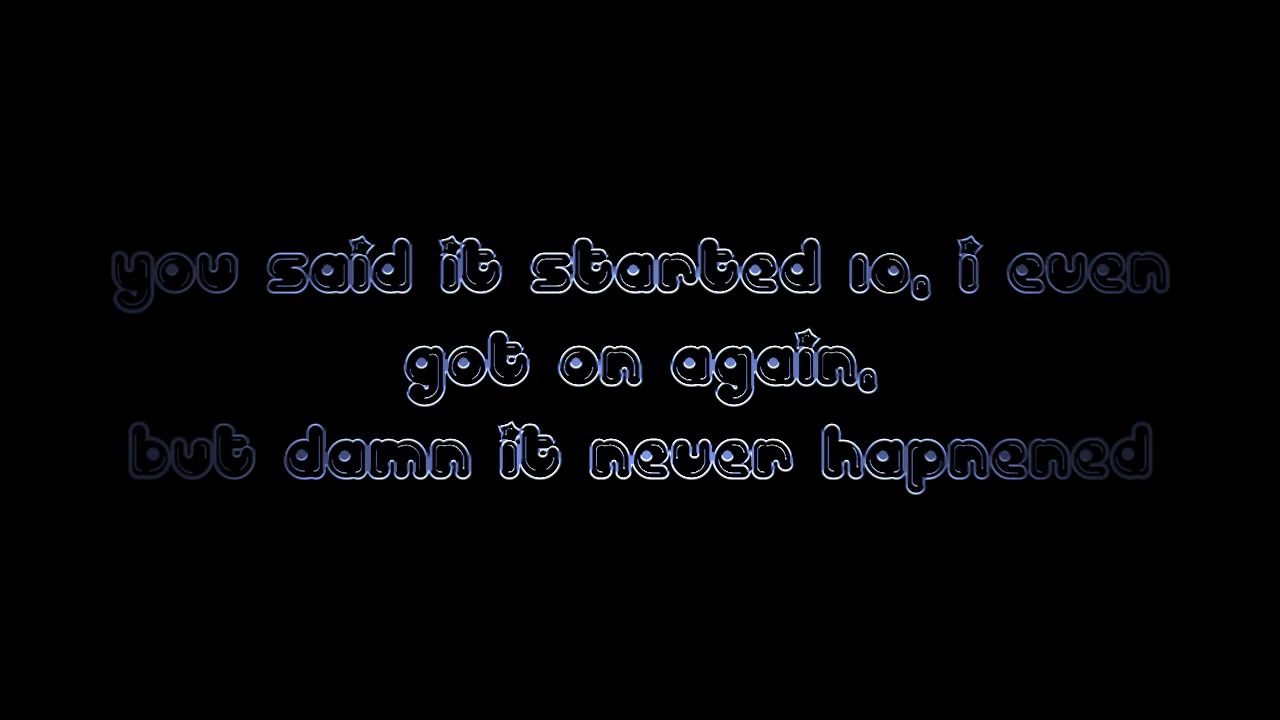 you said it started 10, i even
got on again,
but damn it never hapnened